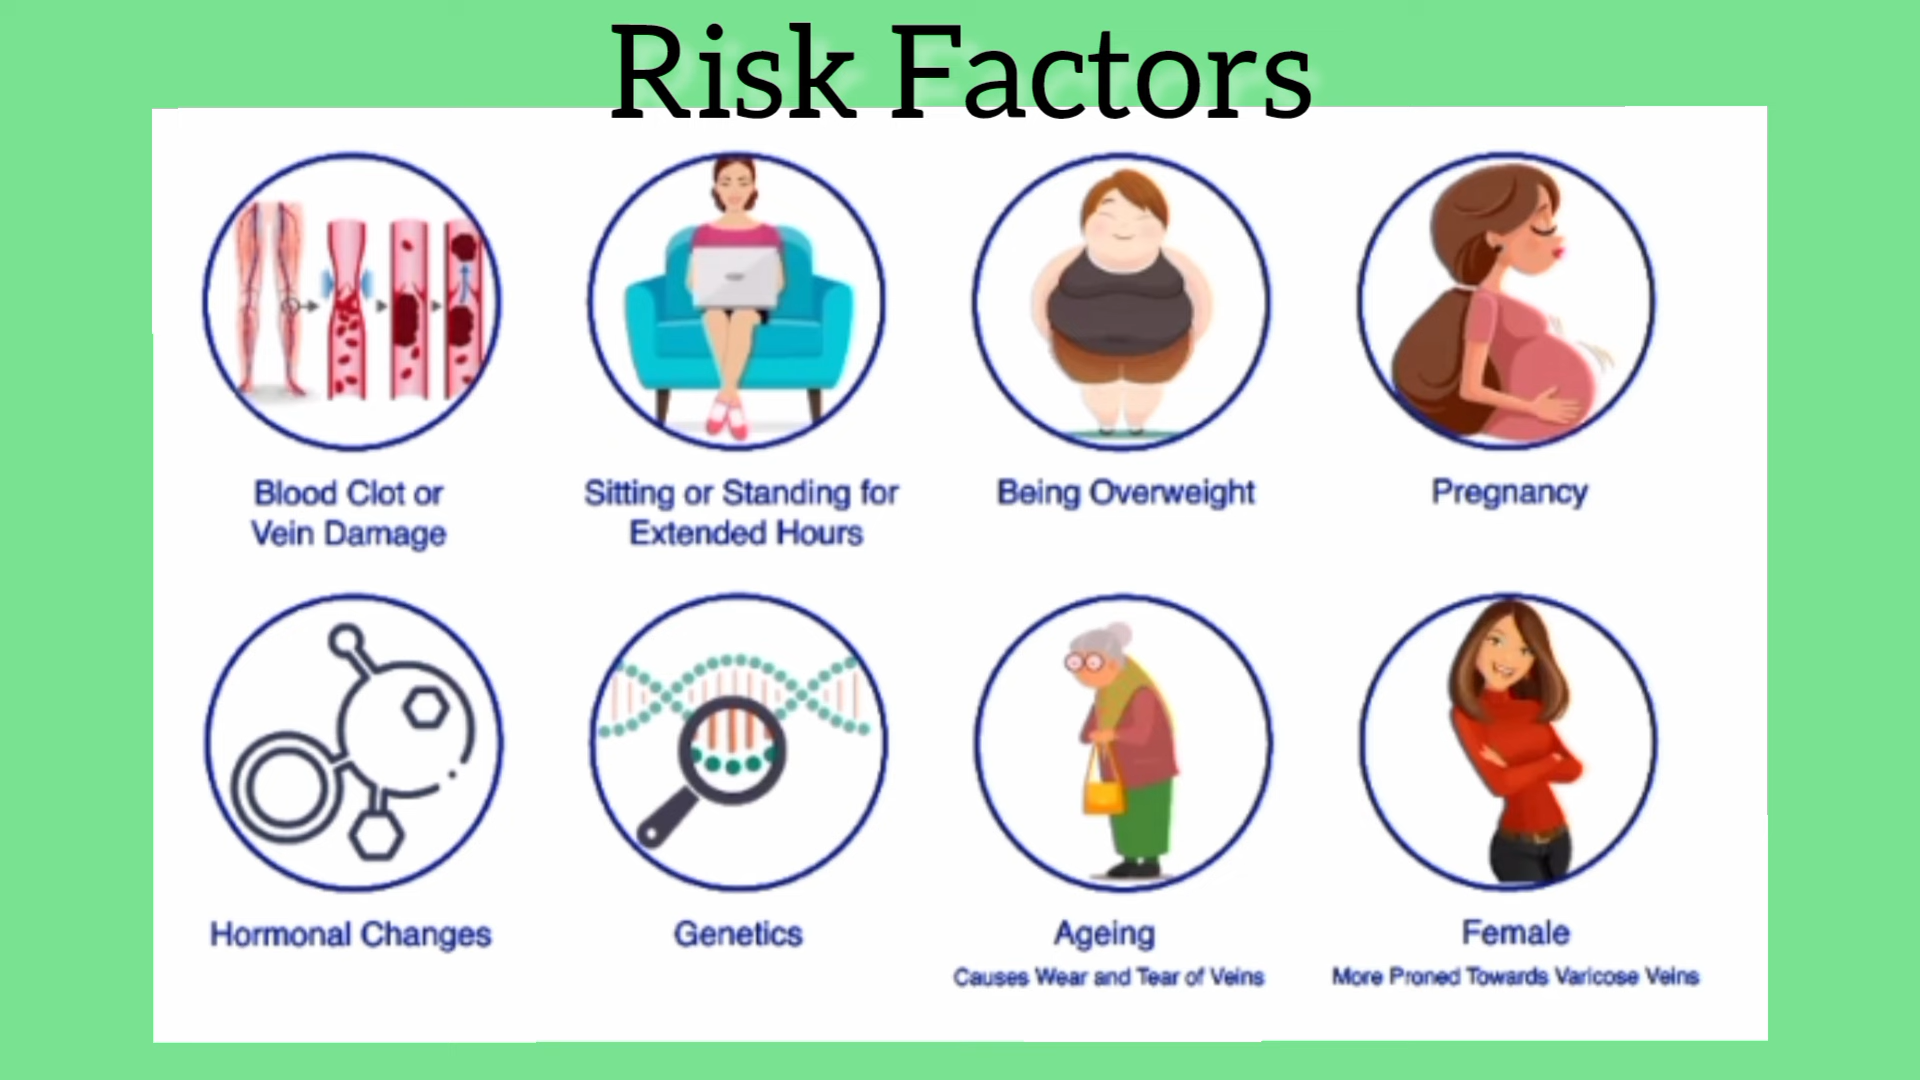 Risk Factors
Blood Clot or
Vein Damage
Sitting or Standing for
Extended Hours
Being Overweight
Pregnancy
Hormonal Changes
Genetics
Ageing
Causes Wear and Tear of Veins
Female
More Proned Towards Varicose Veins